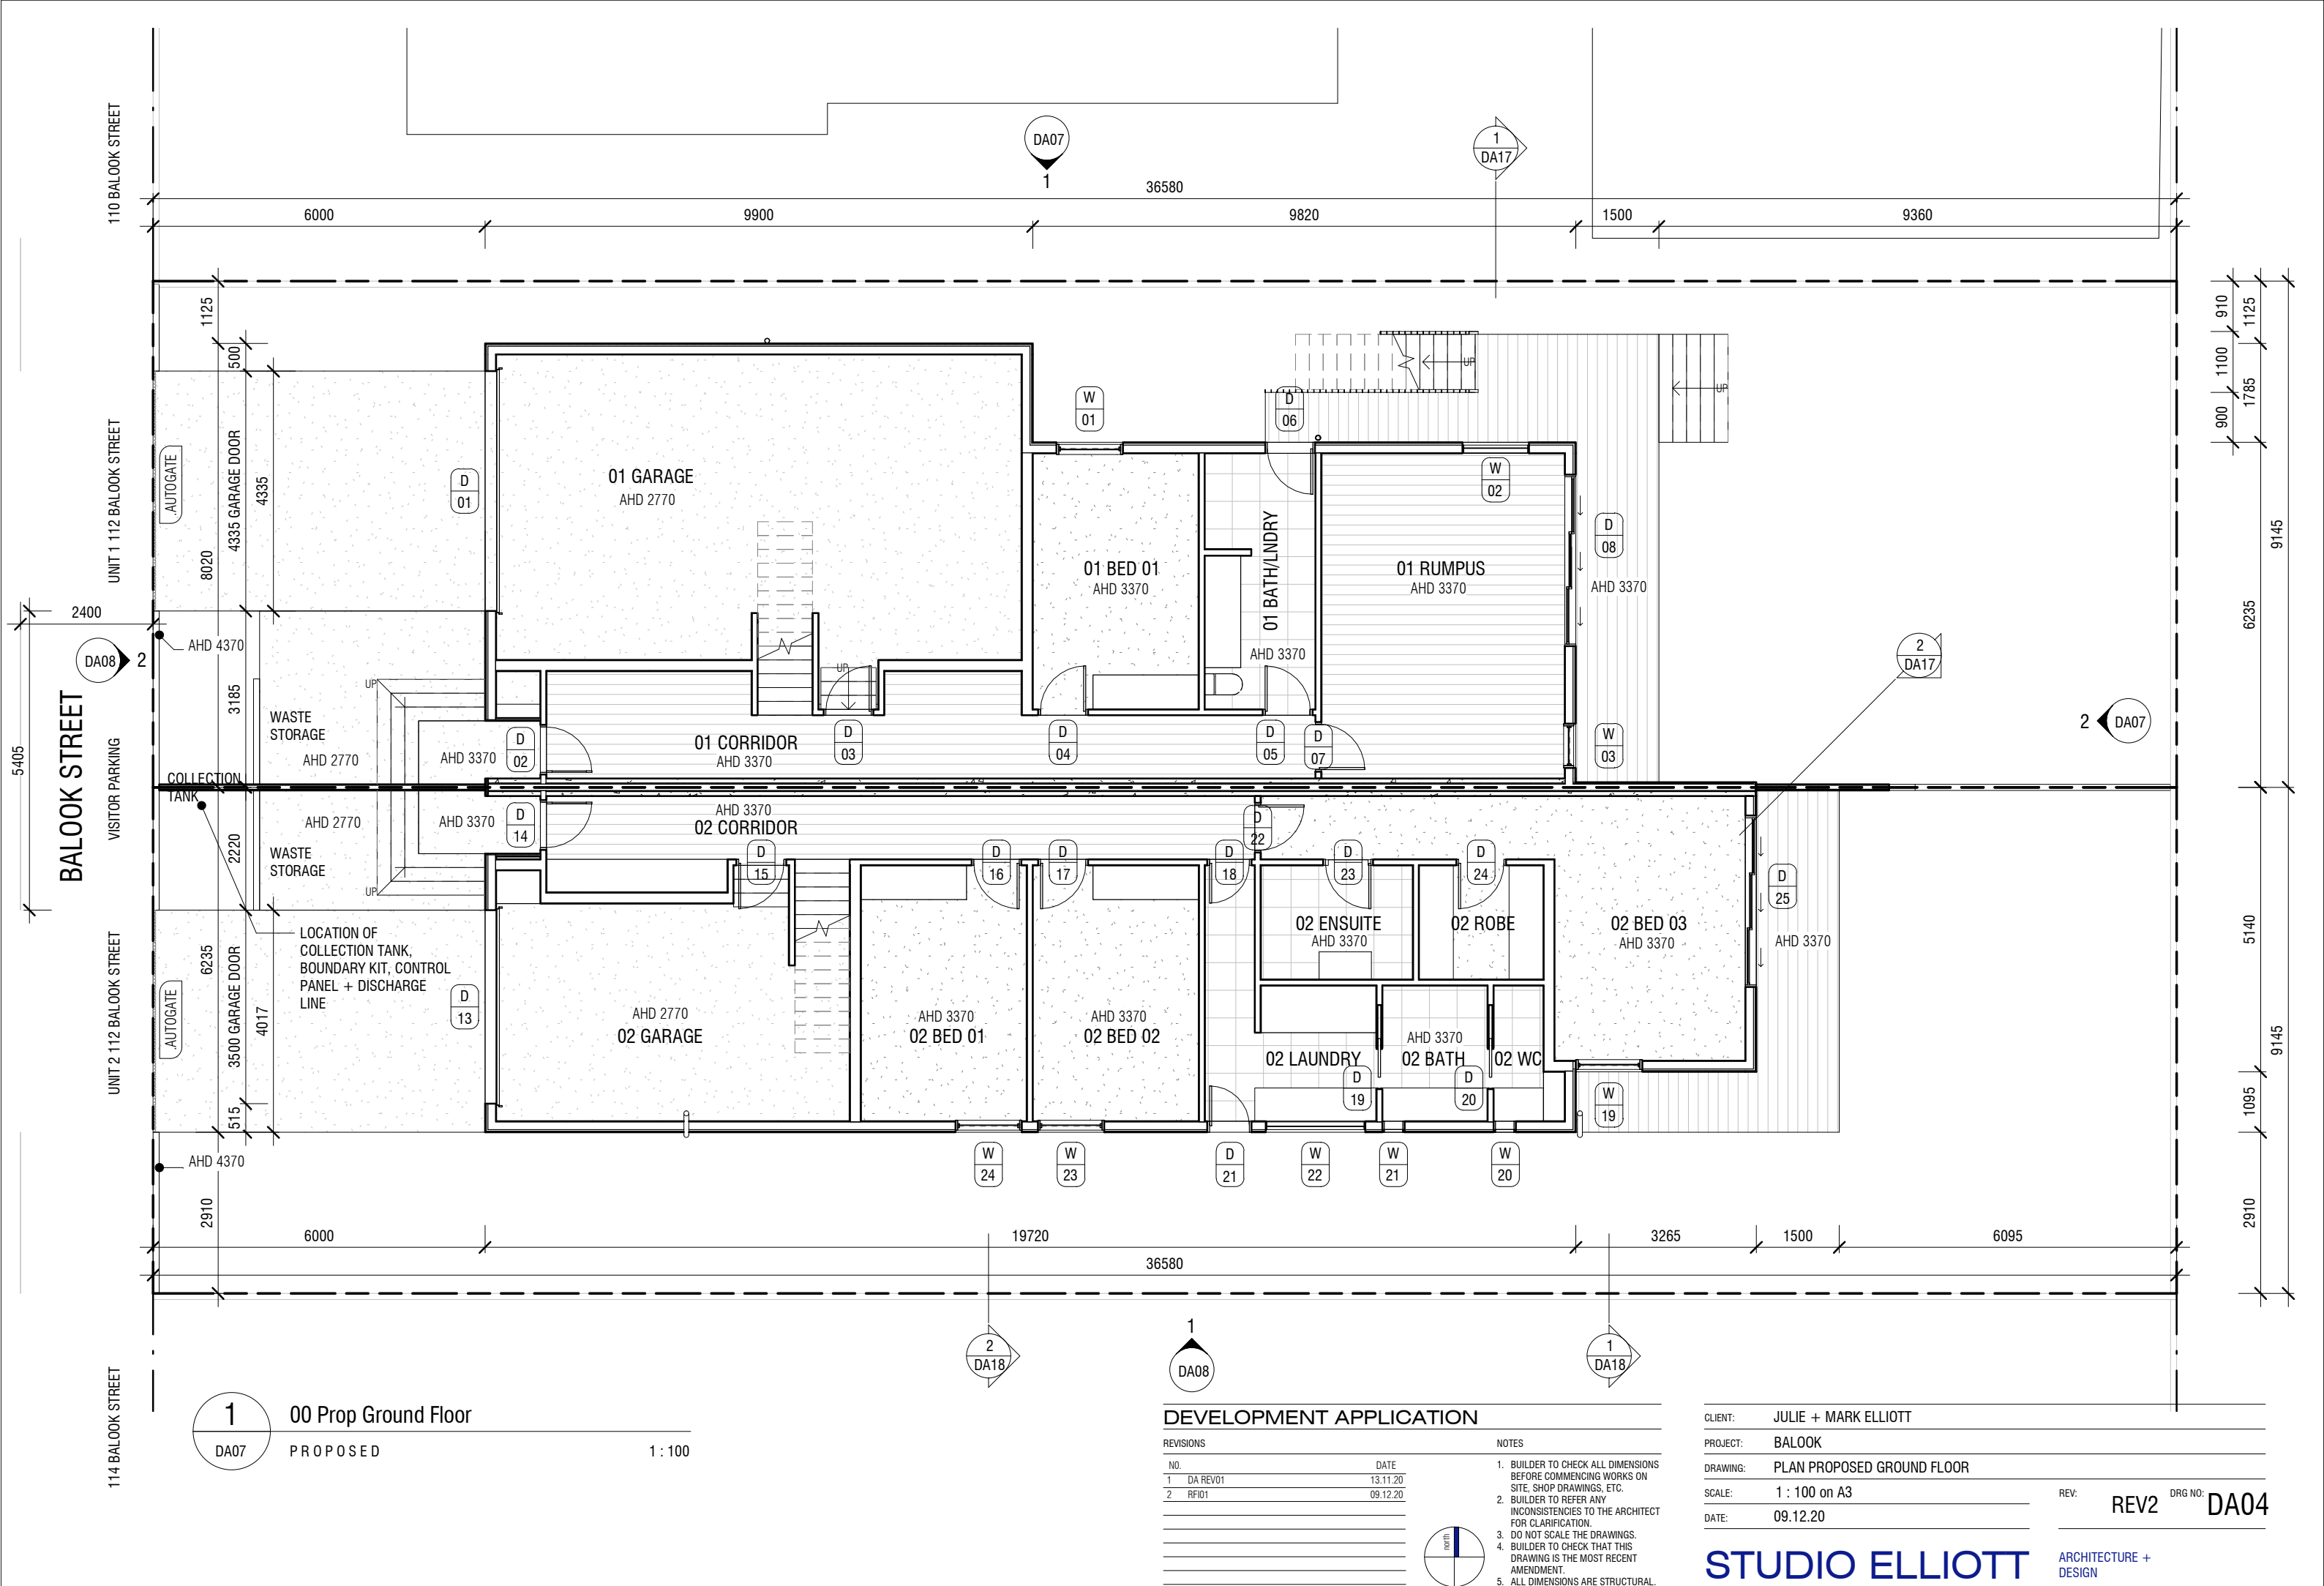 110 BALOOK STREET
DA07
1
1
DA17
36580
6000
9900
9820
1500
9360
1125
500
910
1125
1100
1785
900
UP
UP
W
01
D
06
UNIT 1 112 BALOOK STREET
AUTOGATE
8020
4335 GARAGE DOOR
4335
D
01
01 GARAGE
AHD 2770
W
02
D
08
9145
01 BED 01
AHD 3370
01 BATH/LNDRY
AHD 3370
01 RUMPUS
AHD 3370
AHD 3370
6235
2400
AHD 4370
DA08
2
5405
BALOOK STREET
VISITOR PARKING
3185
UP
UP
WASTE
STORAGE
AHD 2770
AHD 3370
D
02
01 CORRIDOR
AHD 3370
D
03
D
04
D
05
D
07
W
03
2
DA17
2
DA07
COLLECTION
TANK
AHD 2770
AHD 3370
D
14
AHD 3370
02 CORRIDOR
D
22
2220
WASTE
STORAGE
UP
D
15
D
16
D
17
D
18
D
23
D
24
D
25
UNIT 2 112 BALOOK STREET
AUTOGATE
6235
3500 GARAGE DOOR
4017
LOCATION OF
COLLECTION TANK,
BOUNDARY KIT, CONTROL
PANEL + DISCHARGE
LINE
D
13
02 ENSUITE
AHD 3370
02 ROBE
02 BED 03
AHD 3370
AHD 3370
5140
AHD 2770
02 GARAGE
AHD 3370
02 BED 01
AHD 3370
02 BED 02
02 LAUNDRY
AHD 3370
02 BATH
02 WC
D
19
D
20
W
19
9145
1095
515
AHD 4370
2910
W
24
W
23
D
21
W
22
W
21
W
20
2910
6000
19720
3265
1500
6095
36580
2
DA18
1
DA08
1
DA18
114 BALOOK STREET
1
DA07
00 Prop Ground Floor
PROPOSED
1 : 100
DEVELOPMENT APPLICATION
REVISIONS
NO.
DATE
1 DA REV01 13.11.20
2 RFI01 09.12.20
NOTES
1. BUILDER TO CHECK ALL DIMENSIONS
BEFORE COMMENCING WORKS ON
SITE, SHOP DRAWINGS, ETC.
2. BUILDER TO REFER ANY
INCONSISTENCIES TO THE ARCHITECT
FOR CLARIFICATION.
3. DO NOT SCALE THE DRAWINGS.
4. BUILDER TO CHECK THAT THIS
DRAWING IS THE MOST RECENT
AMENDMENT.
5. ALL DIMENSIONS ARE STRUCTURAL.
north
CLIENT: JULIE + MARK ELLIOTT
PROJECT: BALOOK
DRAWING: PLAN PROPOSED GROUND FLOOR
SCALE: 1 : 100 on A3
DATE: 09.12.20
REV: REV2
DRG NO: DA04
STUDIO ELLIOTT
ARCHITECTURE +
DESIGN